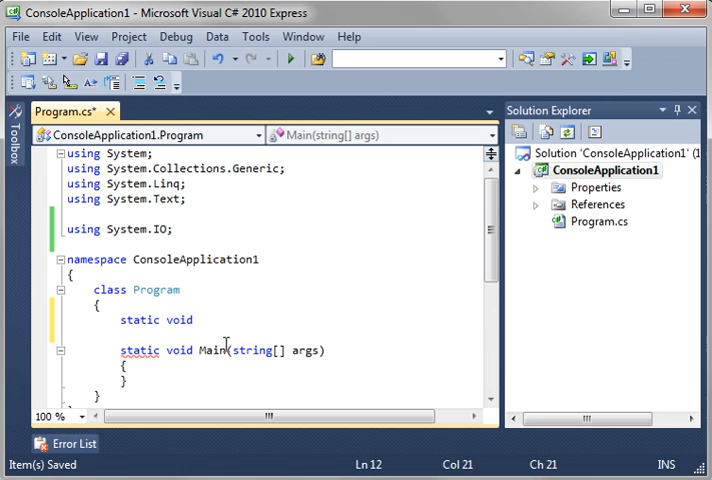 ConsoleApplication1 - Microsoft Visual C# 2010 Express
File Edit View Project Debug Data Tools Window Help
Program.cs*
ConsoleApplication1.Program
Main(string[] args)
Toolbox
using System;
using System.Collections.Generic;
using System.Linq;
using System.Text;
using System.IO;
namespace ConsoleApplication1
{
class Program
{
static void
static void Main(string[] args)
{
}
}
100 %
Solution Explorer
Solution 'ConsoleApplication1' (1
ConsoleApplication1
Properties
References
Program.cs
Error List
Item(s) Saved
Ln 12
Col 21
Ch 21
INS